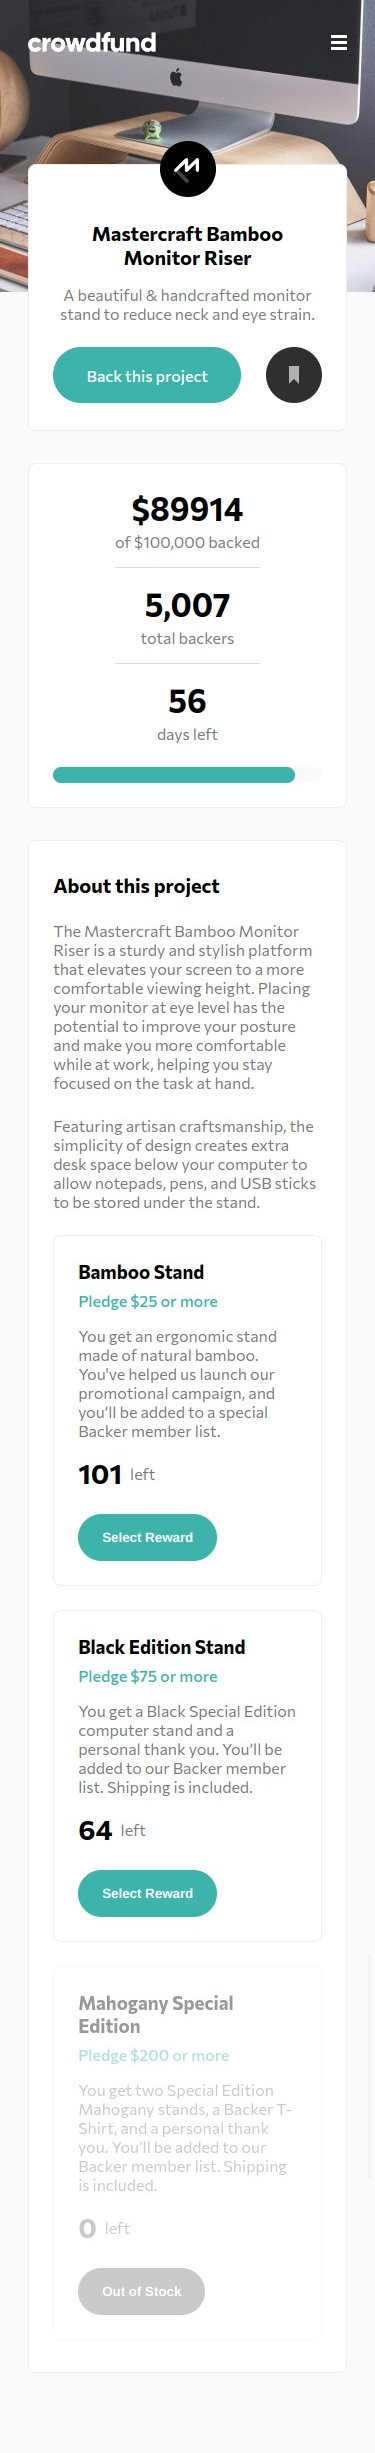 crowdfund
Mastercraft Bamboo
Monitor Riser
A beautiful & handcrafted monitor
stand to reduce neck and eye strain.
Back this project
$89914
of $100,000 backed
5,007
total backers
56
days left
About this project
The Mastercraft Bamboo Monitor
Riser is a sturdy and stylish platform
that elevates your screen to a more
comfortable viewing height. Placing
your monitor at eye level has the
potential to improve your posture
and make you more comfortable
while at work, helping you stay
focused on the task at hand.
Featuring artisan craftsmanship, the
simplicity of design creates extra
desk space below your computer to
allow notepads, pens, and USB sticks
to be stored under the stand.
Bamboo Stand
Pledge $25 or more
You get an ergonomic stand
made of natural bamboo.
You've helped us launch our
promotional campaign, and
you’ll be added to a special
Backer member list.
101 left
Select Reward
Black Edition Stand
Pledge $75 or more
You get a Black Special Edition
computer stand and a
personal thank you. You’ll be
added to our Backer member
list. Shipping is included.
64 left
Select Reward
Mahogany Special
Edition
Pledge $200 or more
You get two Special Edition
Mahogany stands, a Backer T-
Shirt, and a personal thank
you. You’ll be added to our
Backer member list. Shipping
is included.
0 left
Out of Stock